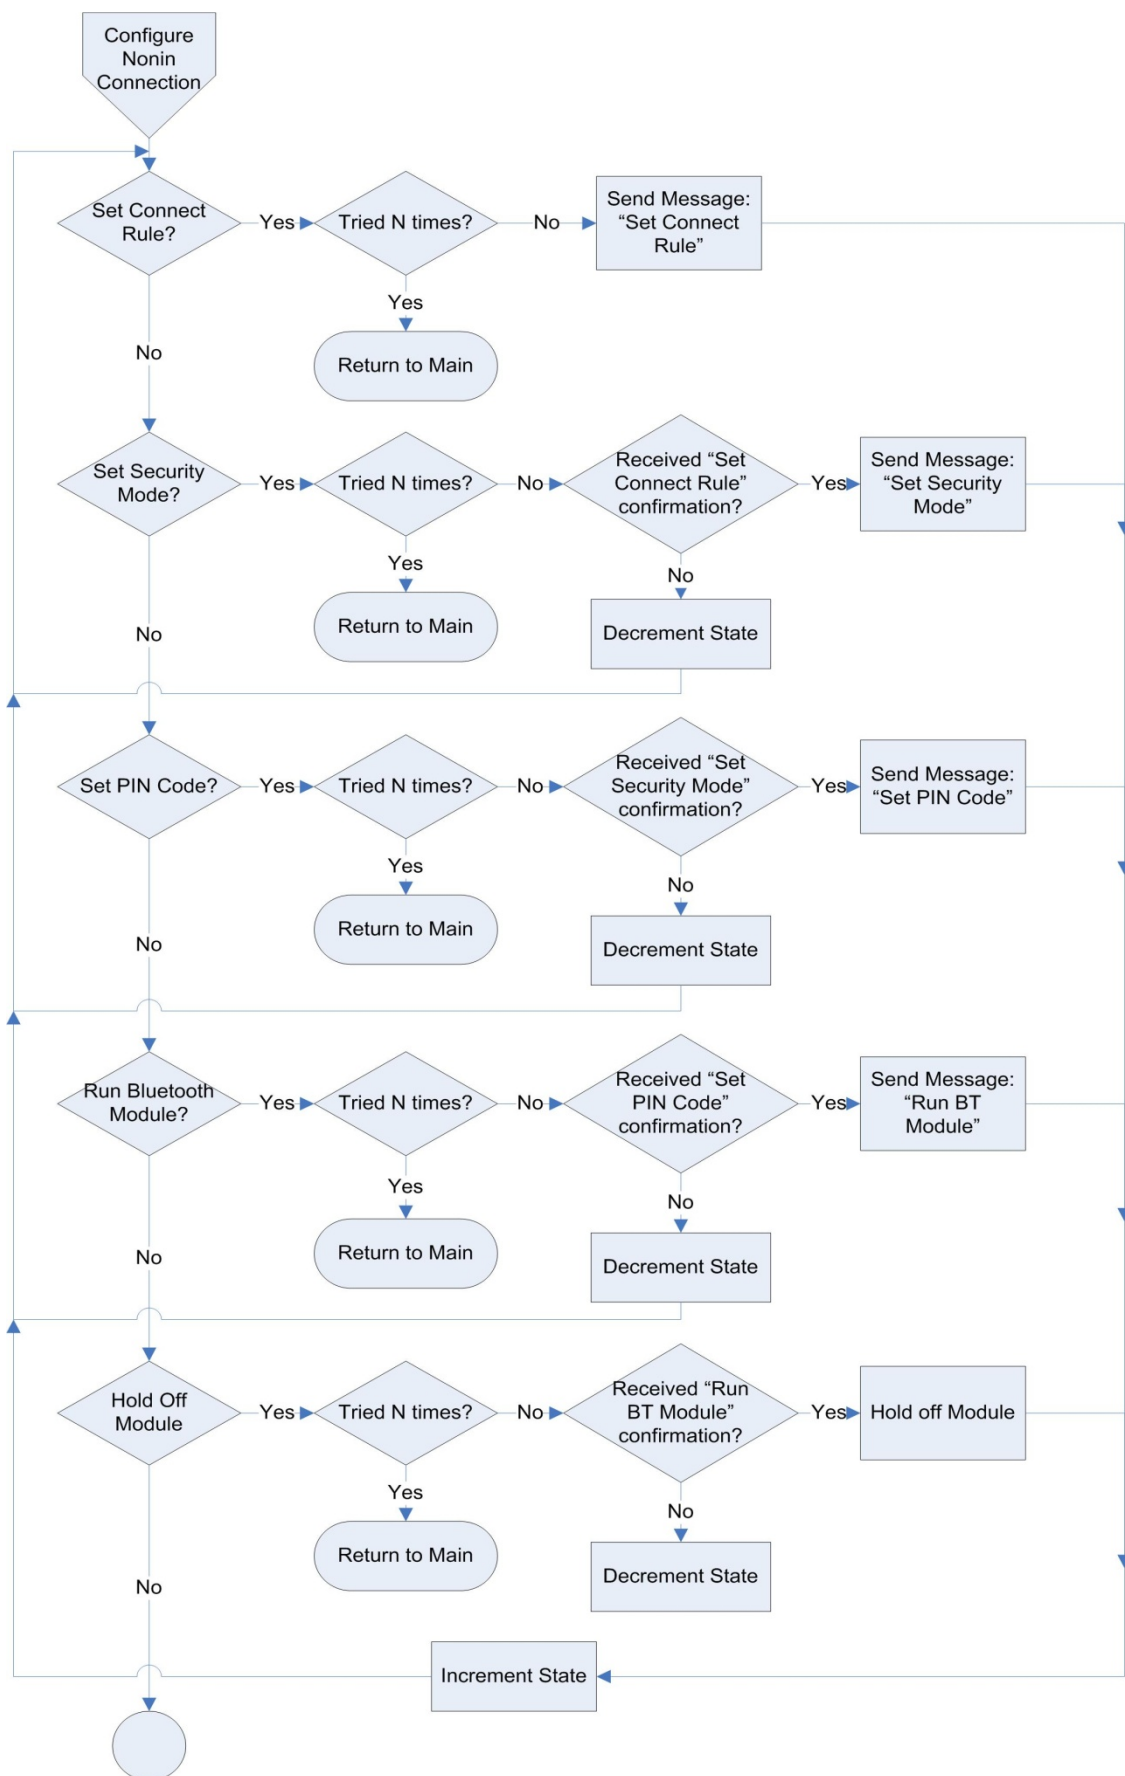 Configure
Nonin
Connection
Set Connect
Rule?
Yes
Tried N times?
No
Send Message:
“Set Connect
Rule”
Yes
Return to Main
No
Set Security
Mode?
Yes
Tried N times?
No
Received “Set
Connect Rule”
confirmation?
Yes
Send Message:
“Set Security
Mode”
Yes
Return to Main
No
Decrement State
No
Set PIN Code?
Yes
Tried N times?
No
Received “Set
Security Mode”
confirmation?
Yes
Send Message:
“Set PIN Code”
Yes
Return to Main
No
Decrement State
No
Run Bluetooth
Module?
Yes
Tried N times?
No
Received “Set
PIN Code”
confirmation?
Yes
Send Message:
“Run BT
Module”
Yes
Return to Main
No
Decrement State
No
Hold Off
Module
Yes
Tried N times?
No
Received “Run
BT Module”
confirmation?
Yes
Hold off Module
Yes
Return to Main
No
Decrement State
No
Increment State